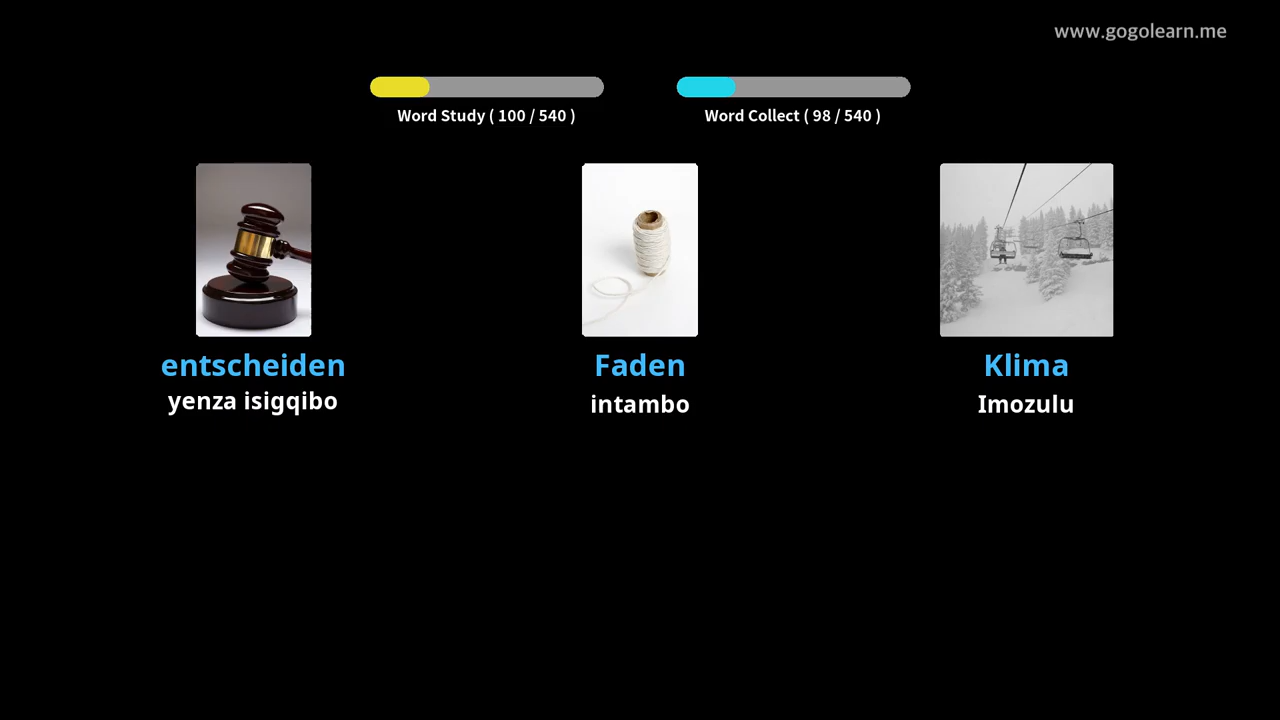 www.gogolearn.me
Word Study ( 100 / 540 )
Word Collect ( 98 / 540 )
entscheiden
yenza isigqibo
Faden
intambo
Klima
Imozulu